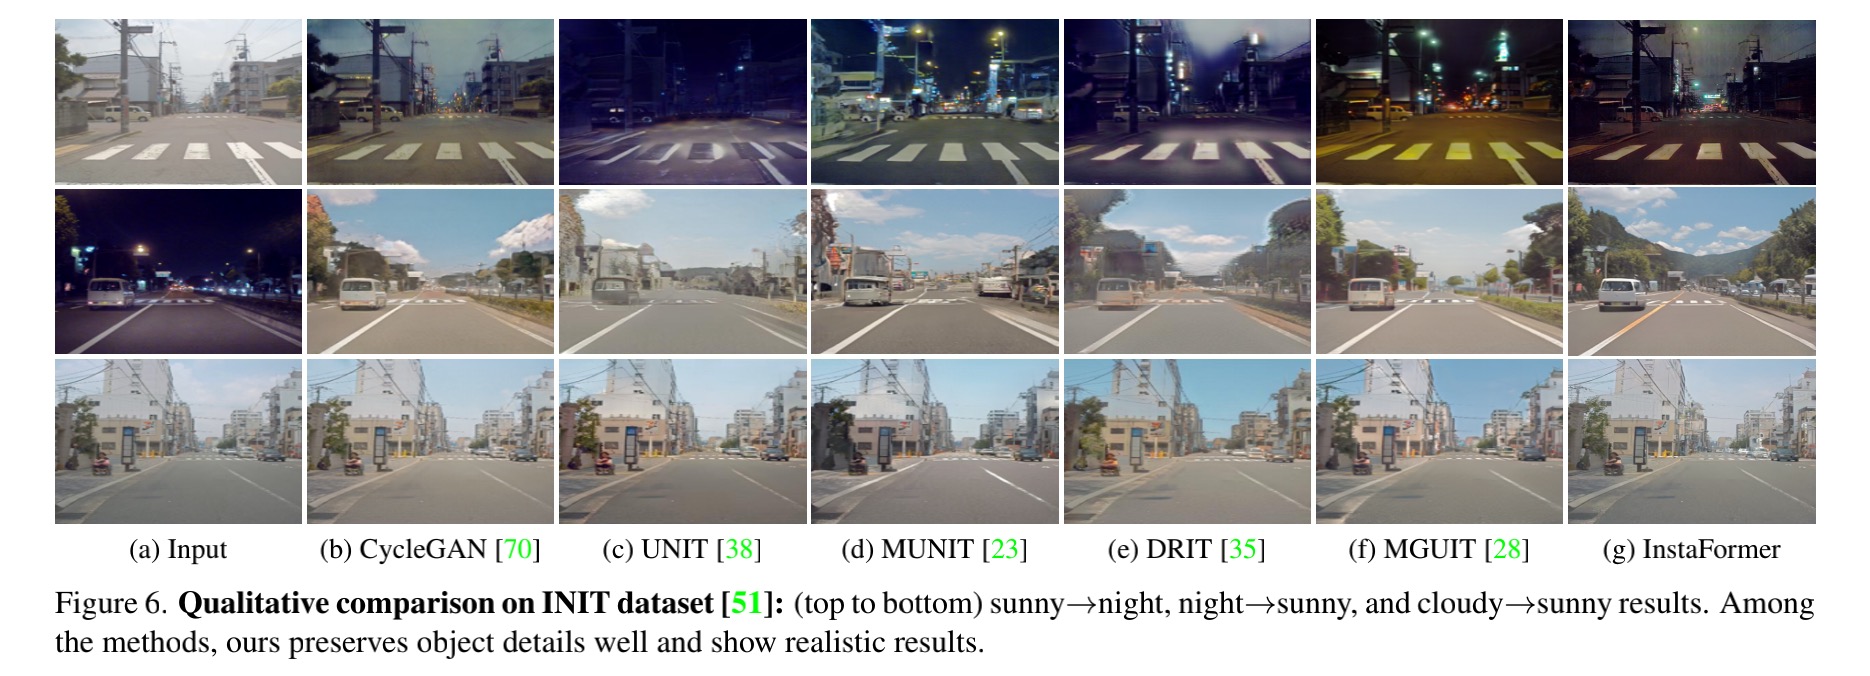 (a) Input (b) CycleGAN [70] (c) UNIT [38] (d) MUNIT [23] (e) DRIT [35] (f) MGUIT [28] (g) InstaFormer
Figure 6. Qualitative comparison on INIT dataset [51]: (top to bottom) sunny→night, night→sunny, and cloudy→sunny results. Among
the methods, ours preserves object details well and show realistic results.